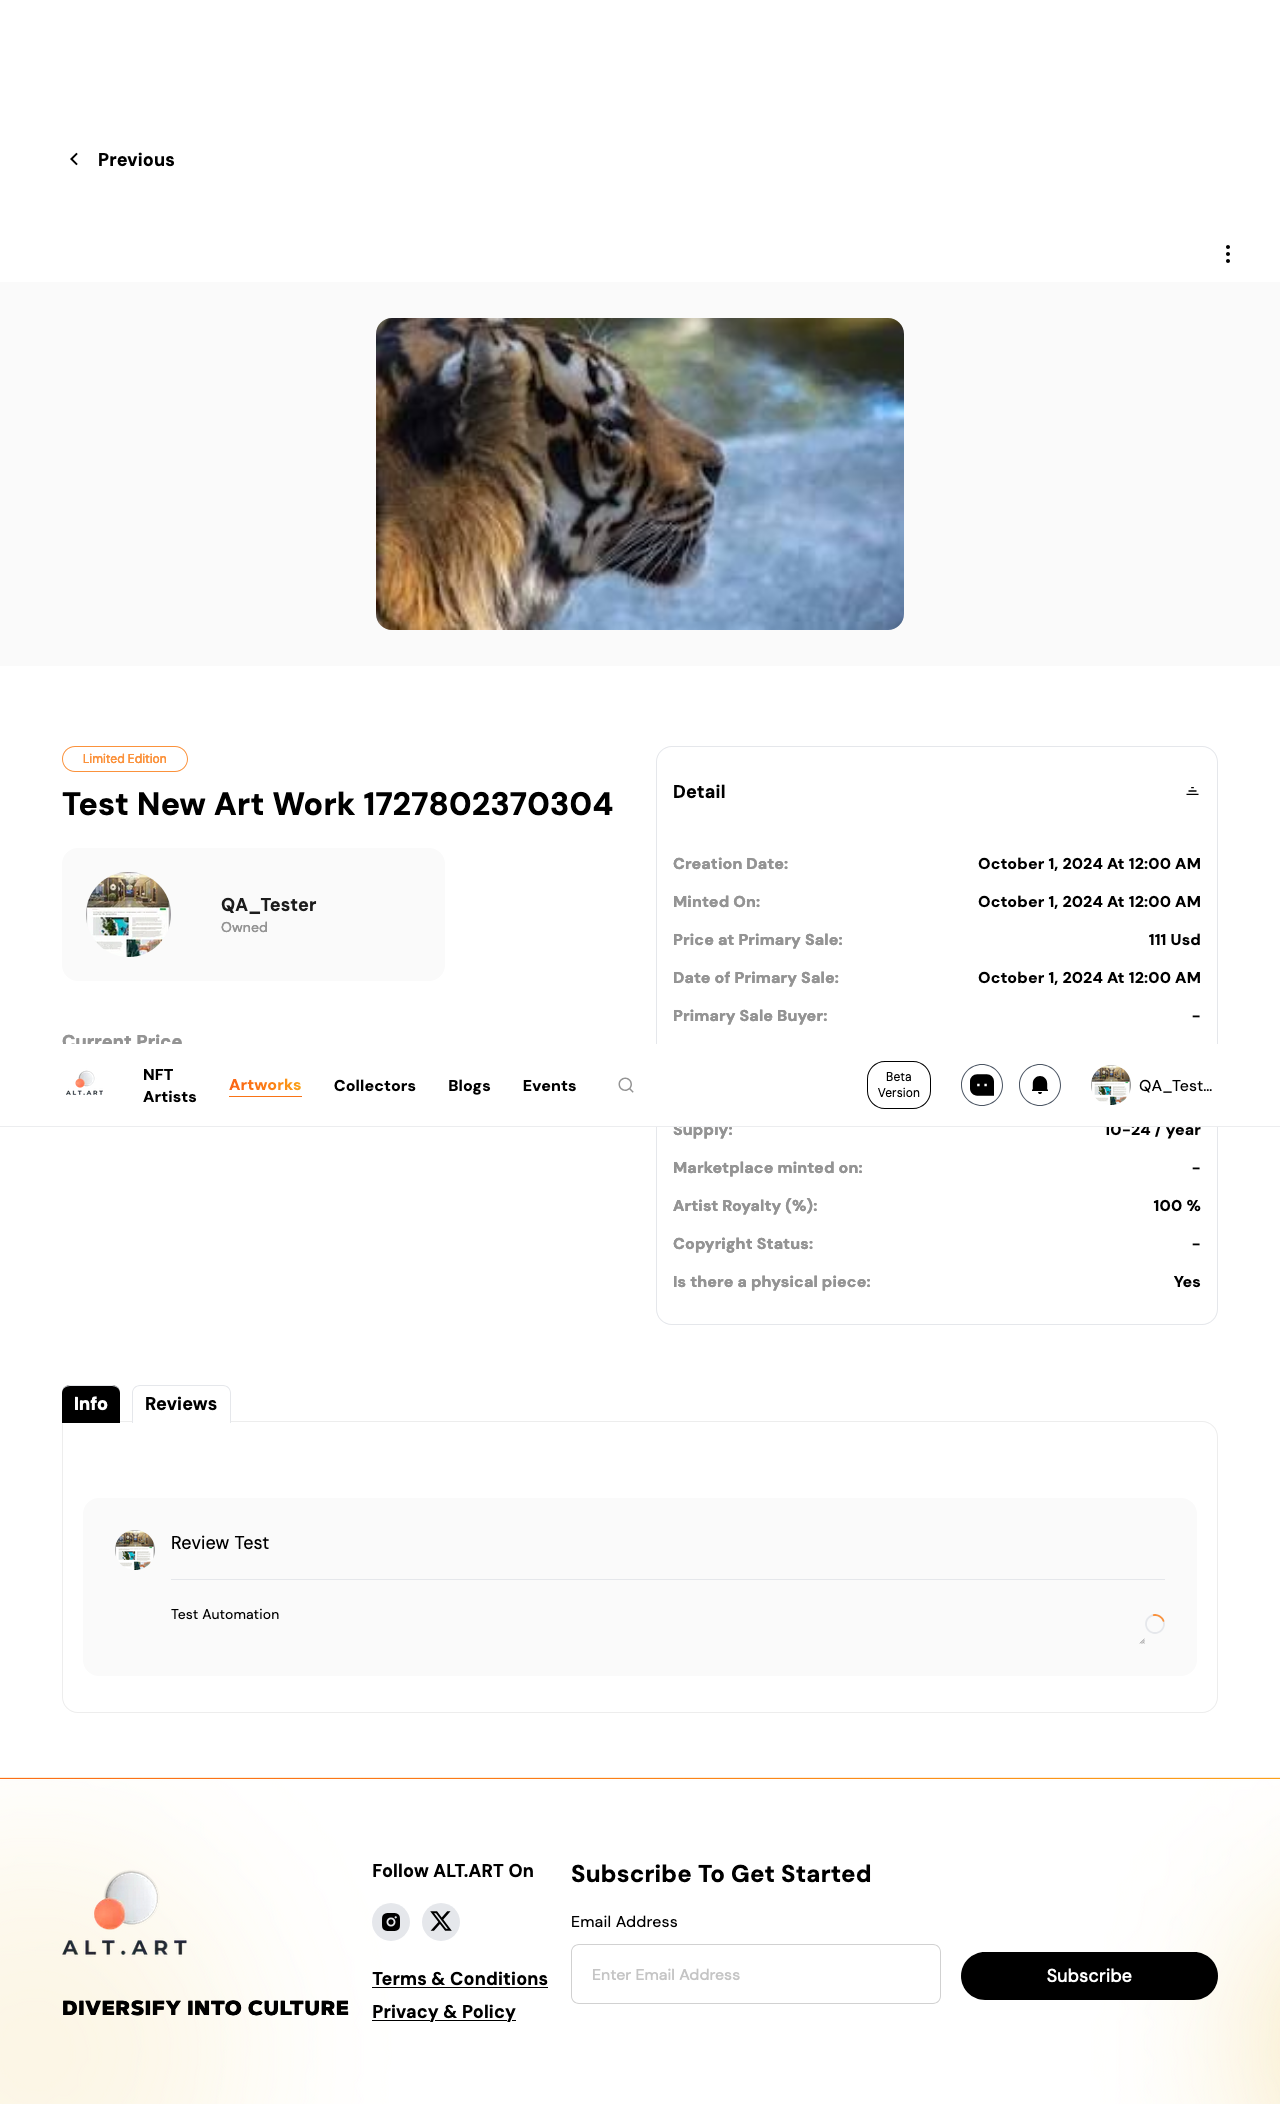 Previous
Limited Edition
Test New Art Work 1727802370304
QA_Tester
Owned
Current Price
Detail
Creation Date: October 1, 2024 At 12:00 AM
Minted On: October 1, 2024 At 12:00 AM
Price at Primary Sale: 111 Usd
Date of Primary Sale: October 1, 2024 At 12:00 AM
Primary Sale Buyer: -
ALT.ART
NFT
Artists
Artworks
Collectors
Blogs
Events
Beta
Version
QA_Test...
Supply: 10-24 / year
Marketplace minted on: -
Artist Royalty (%): 100 %
Copyright Status: -
Is there a physical piece: Yes
Info
Reviews
Review Test
Test Automation
ALT.ART
DIVERSIFY INTO CULTURE
Follow ALT.ART On
Terms & Conditions
Privacy & Policy
Subscribe To Get Started
Email Address
Enter Email Address
Subscribe